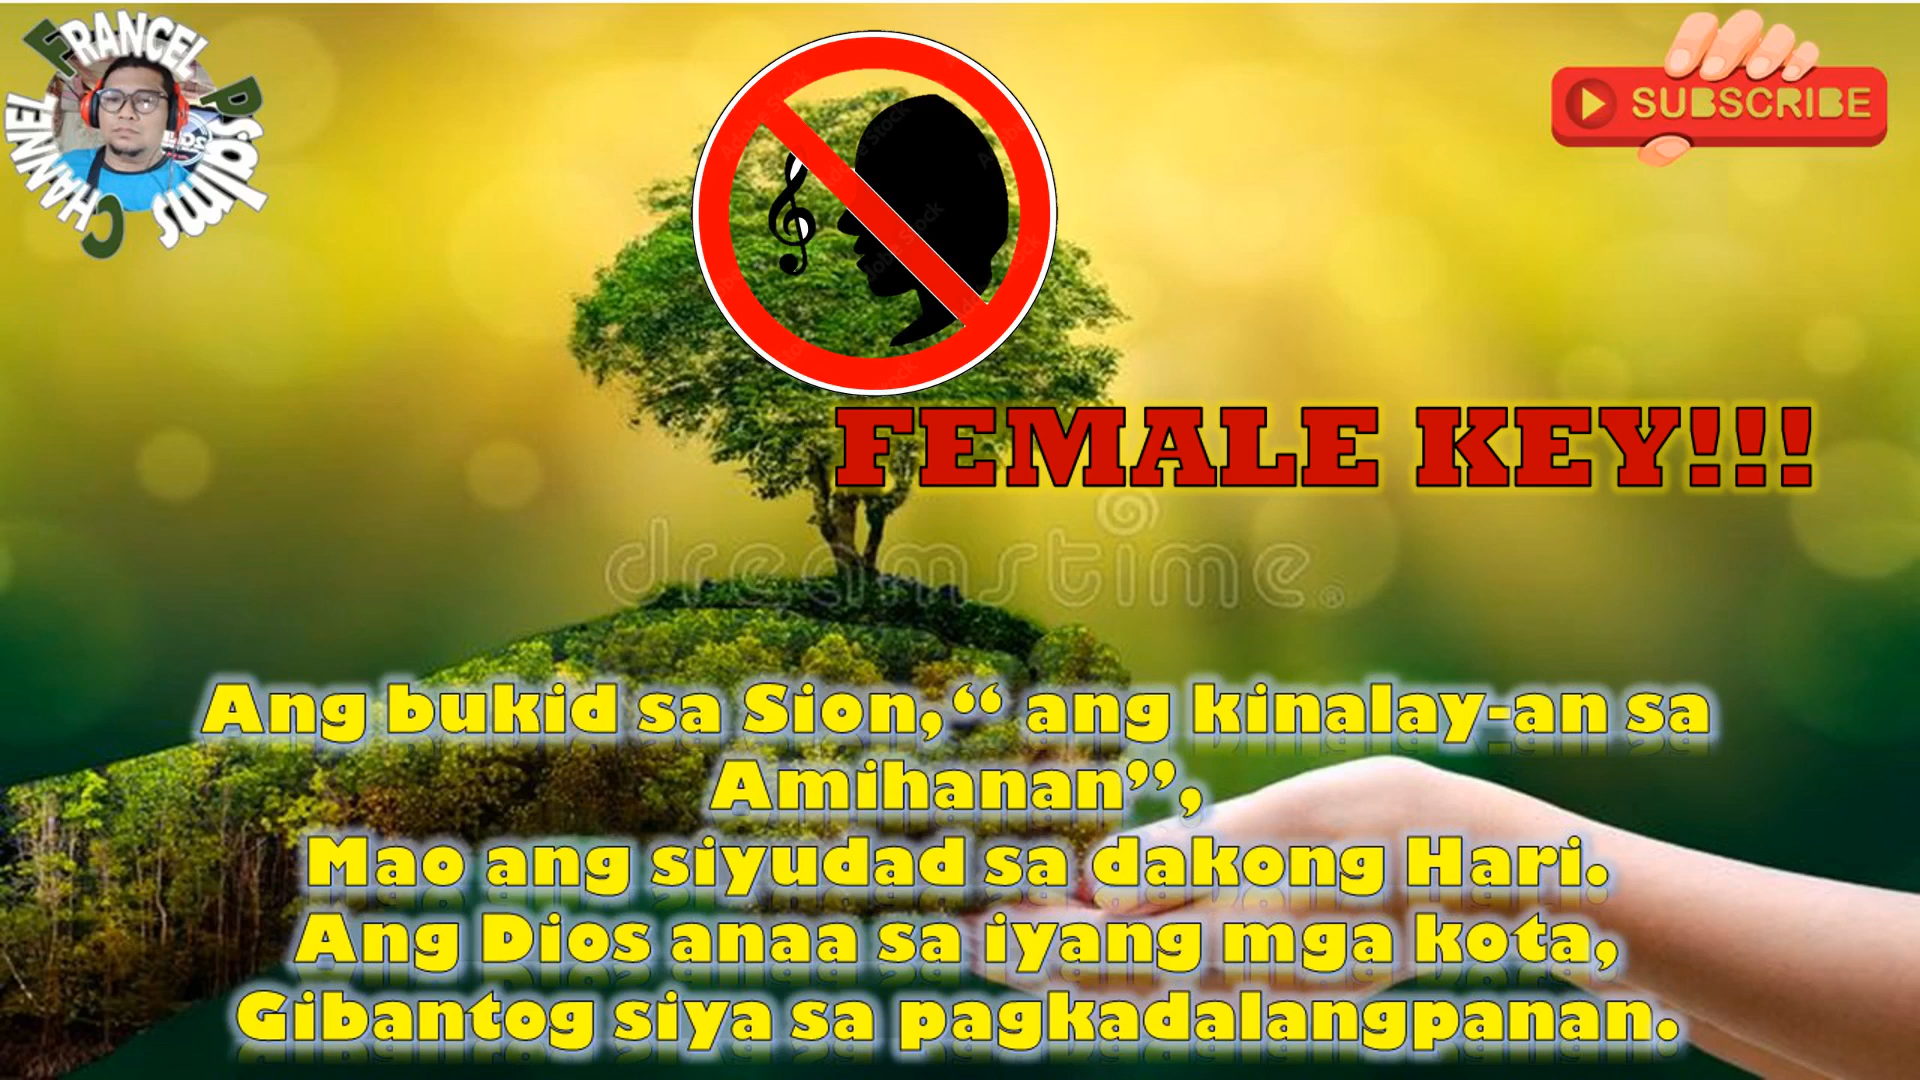 FRANCEL Psalms CHANNEL
SUBSCRIBE
FEMALE KEY!!!
dreamstime.
Ang bukid sa Sion,“ ang kinalay-an sa
Amihanan”,
Mao ang siyudad sa dakong Hari.
Ang Dios anaa sa iyang mga kota,
Gibantog siya sa pagkadalangpanan.